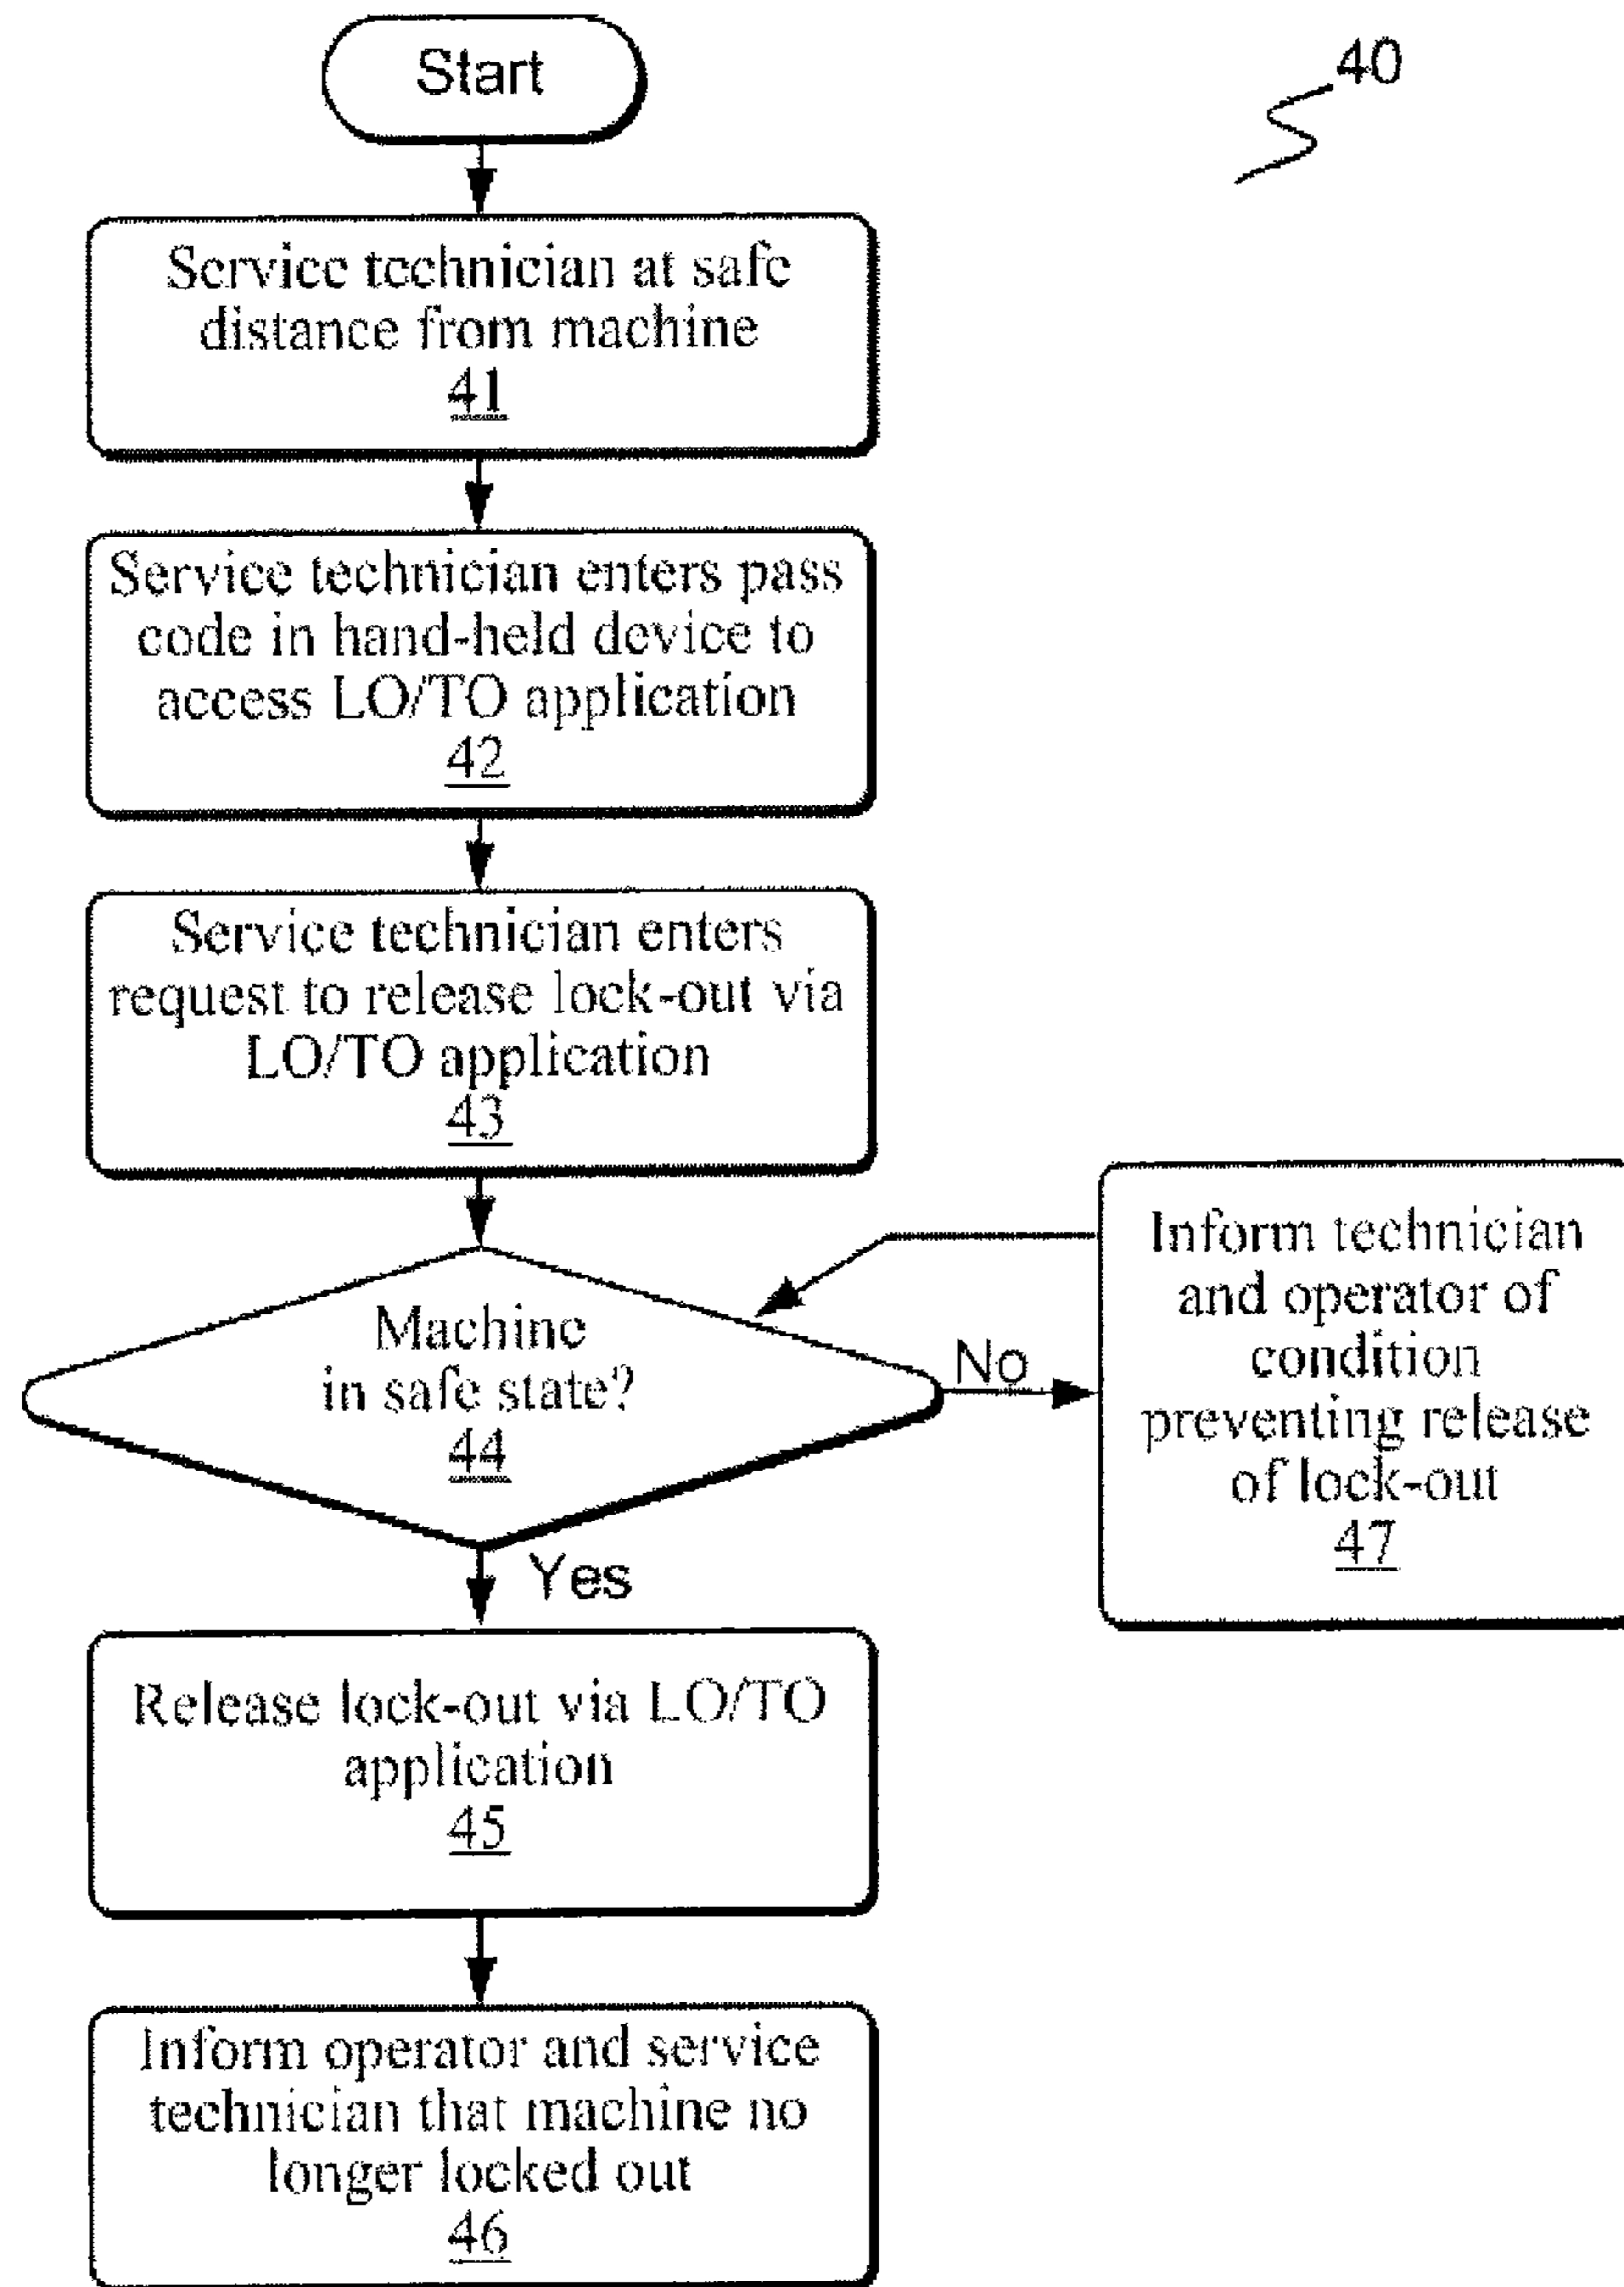 Start
40
Service technician at safe
distance from machine
41
Service technician enters pass
code in hand-held device to
access LO/TO application
42
Service technician enters
request to release lock-out via
LO/TO application
43
Machine
in safe state?
44
No
Inform technician
and operator of
condition
preventing release
of lock-out
47
Yes
Release lock-out via LO/TO
application
45
Inform operator and service
technician that machine no
longer locked out
46